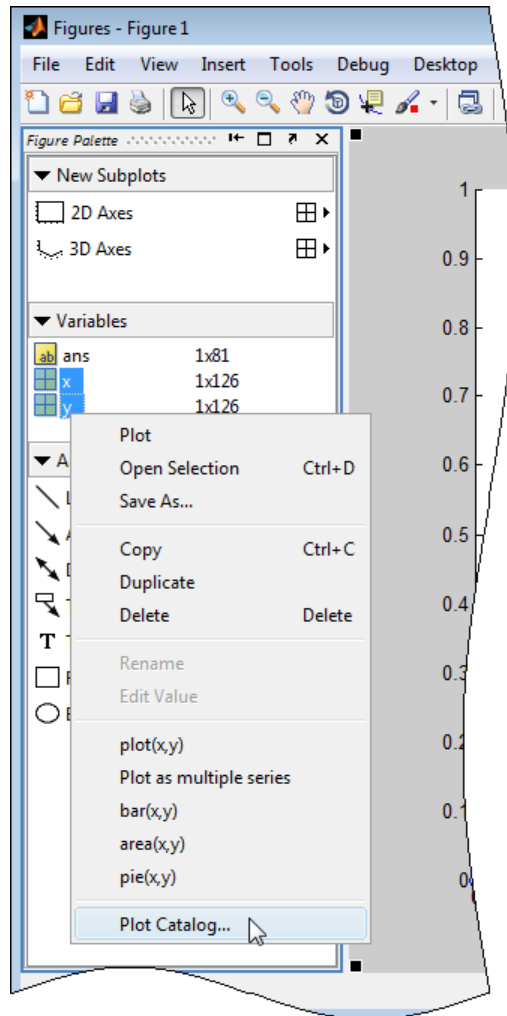 Figures - Figure 1
File Edit View Insert Tools Debug Desktop
Figure Palette
New Subplots
2D Axes
3D Axes
Variables
ab ans 1x81
x 1x126
y 1x126
A
L
A
D
T
T
Plot
Open Selection Ctrl+D
Save As...
Copy Ctrl+C
Duplicate
Delete Delete
Rename
Edit Value
plot(x,y)
Plot as multiple series
bar(x,y)
area(x,y)
pie(x,y)
Plot Catalog...
1
0.9
0.8
0.7
0.6
0.5
0.4
0.3
0.2
0.1
0